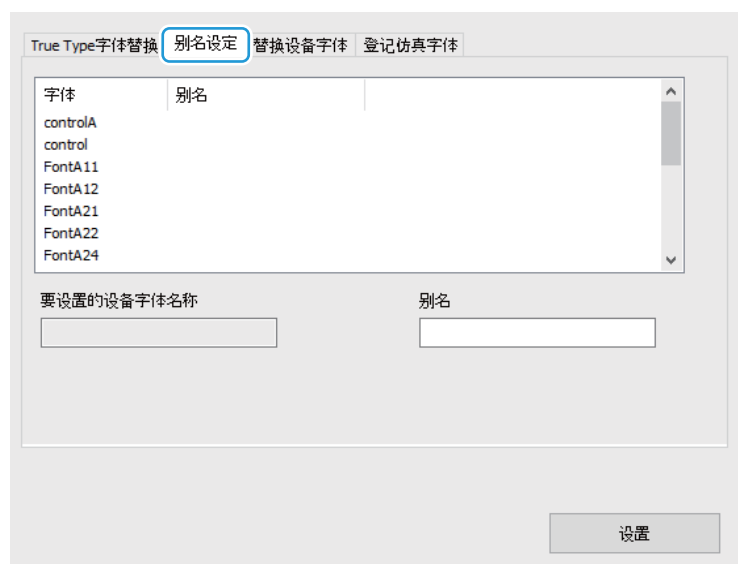 True Type字体替换 别名设定 替换设备字体 登记仿真字体
字体 别名
controlA
control
FontA11
FontA12
FontA21
FontA22
FontA24
要设置的设备字体名称 别名
设置